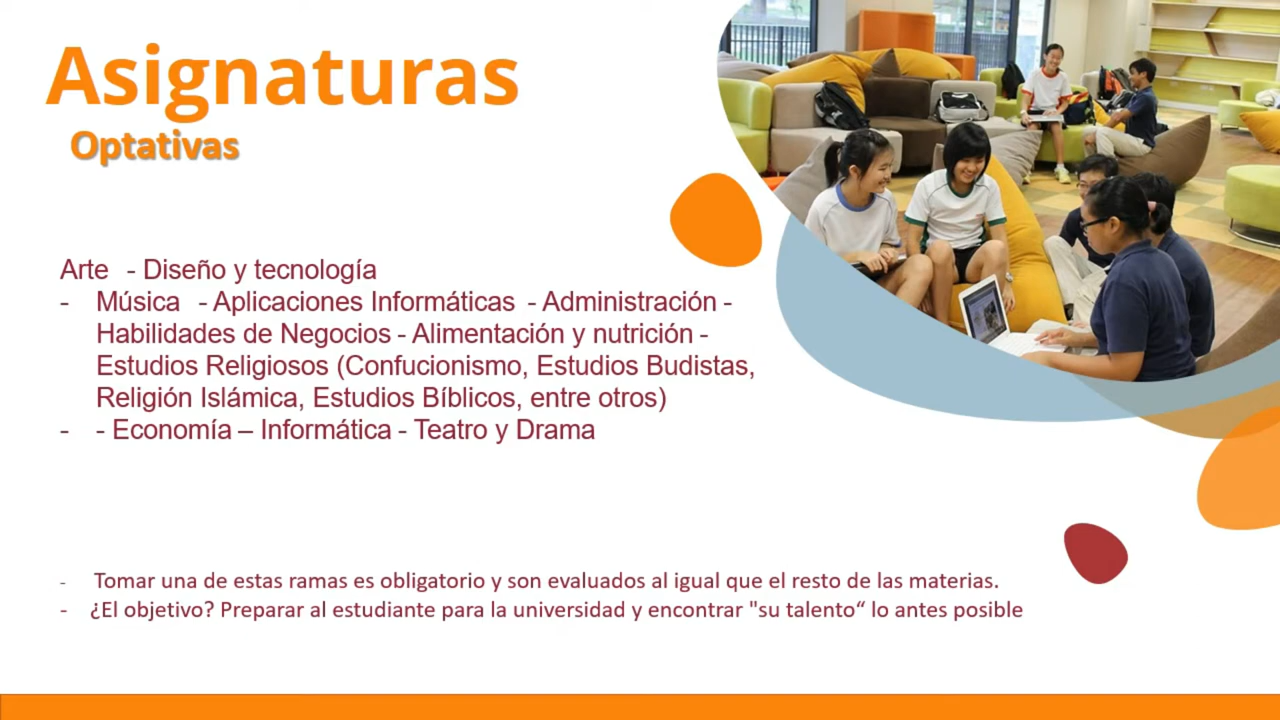 Asignaturas
Optativas
Arte - Diseño y tecnología
- Música - Aplicaciones Informáticas - Administración -
Habilidades de Negocios - Alimentación y nutrición -
Estudios Religiosos (Confucionismo, Estudios Budistas,
Religión Islámica, Estudios Bíblicos, entre otros)
- - Economía – Informática - Teatro y Drama
- Tomar una de estas ramas es obligatorio y son evaluados al igual que el resto de las materias.
- ¿El objetivo? Preparar al estudiante para la universidad y encontrar "su talento“ lo antes posible